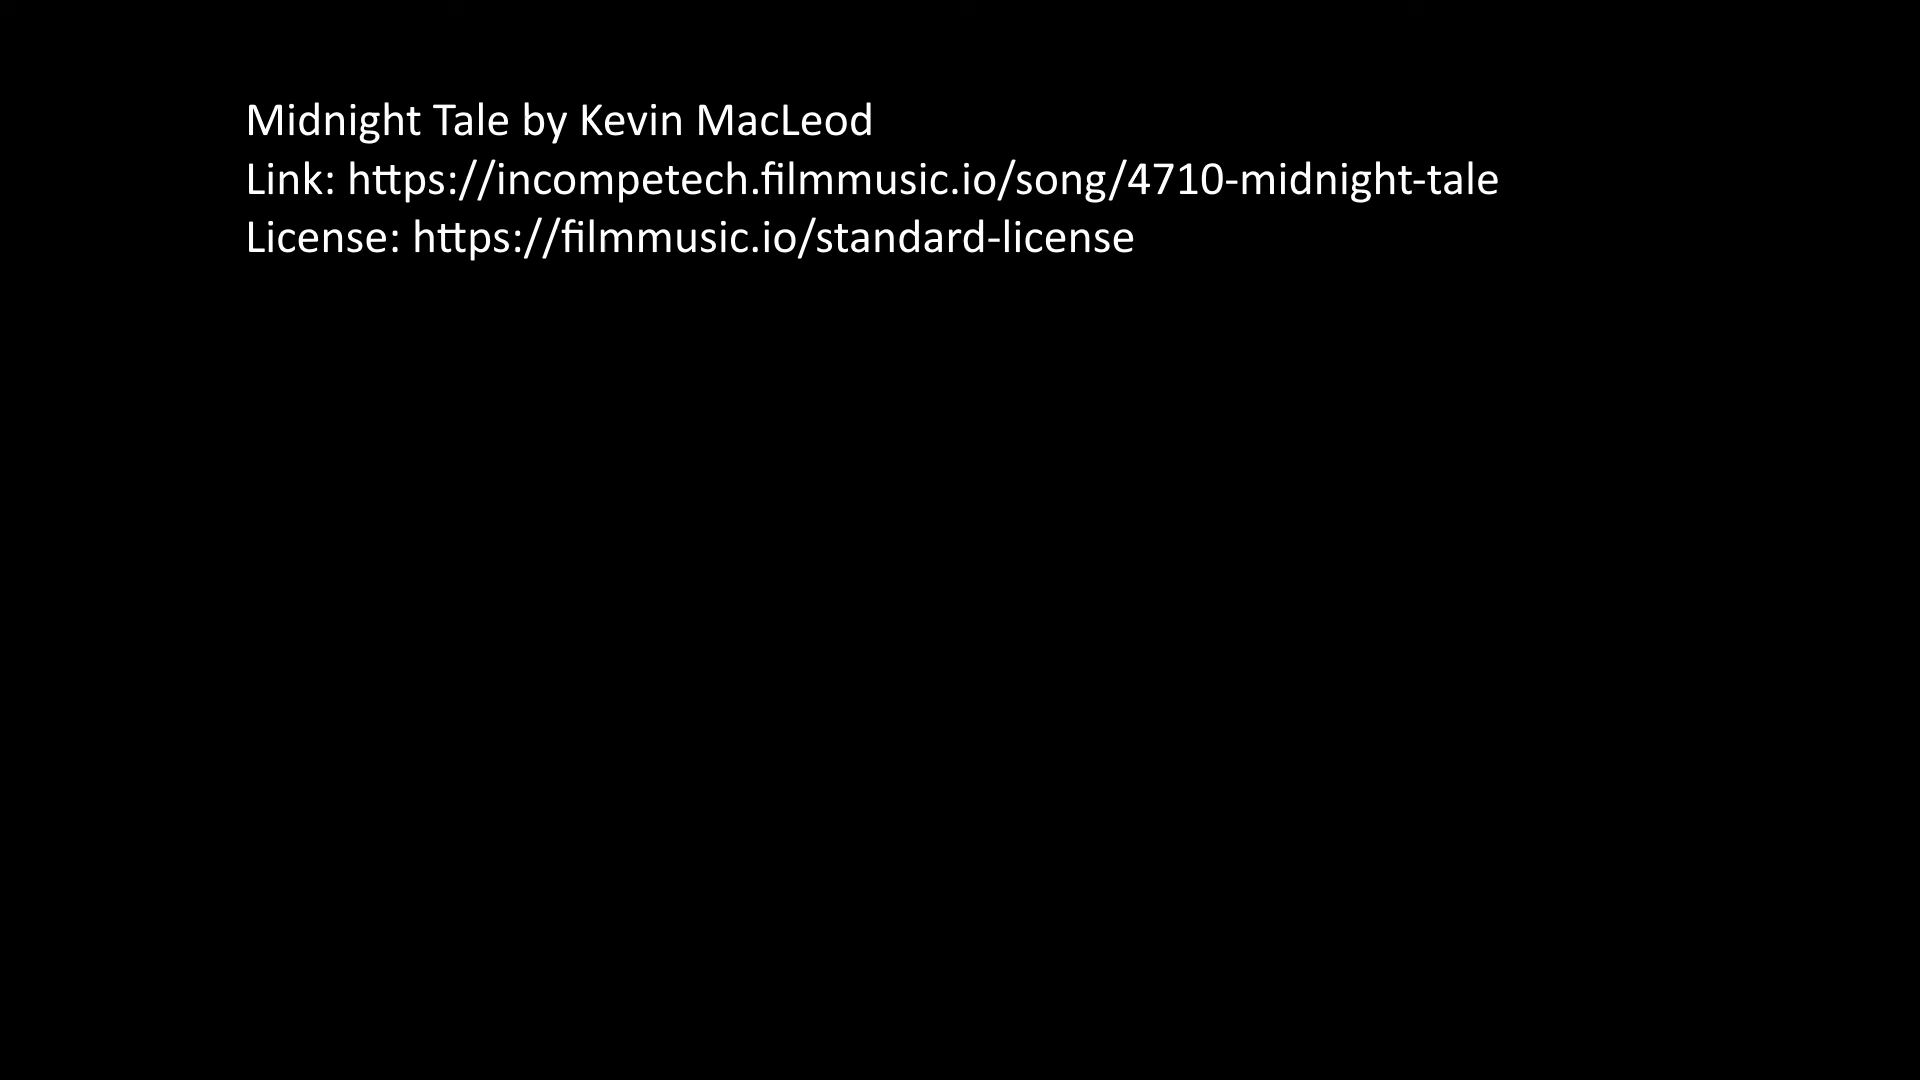 Midnight Tale by Kevin MacLeod
Link: https://incompetech.filmmusic.io/song/4710-midnight-tale
License: https://filmmusic.io/standard-license